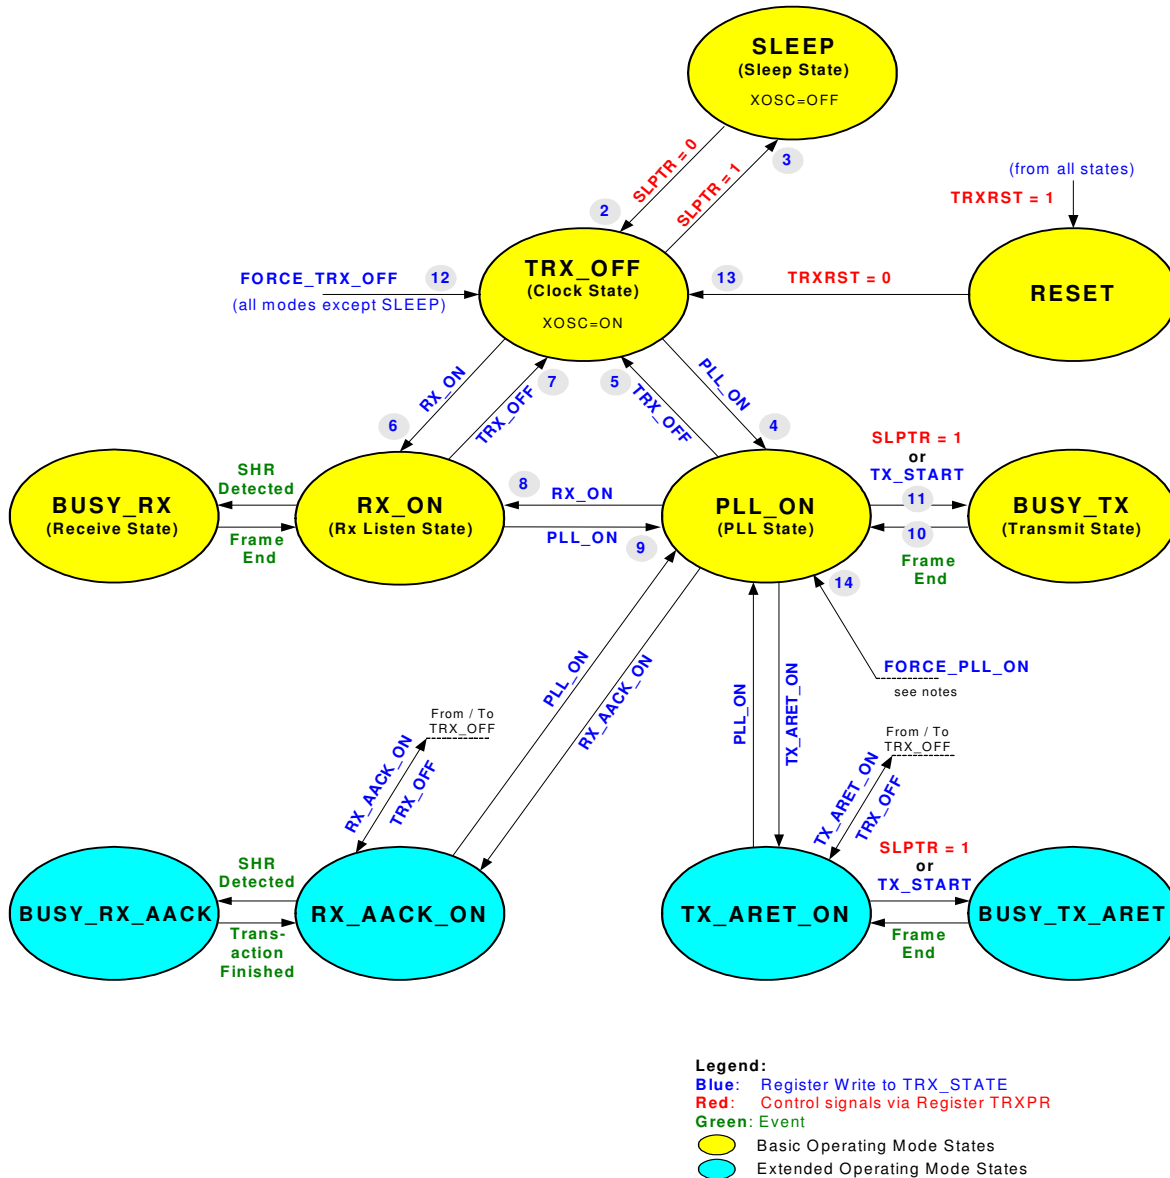 SLEEP
(Sleep State)
XOSC=OFF
SLPTR = 0
SLPTR = 1
3
2
(from all states)
TRXRST = 1
FORCE_TRX_OFF
12
(all modes except SLEEP)
TRX_OFF
(Clock State)
XOSC=ON
13
TRXRST = 0
RESET
RX_ON
7
TRX_OFF
6
5
TRX_OFF
PLL_ON
4
SLPTR = 1
or
TX_START
SHR
Detected
BUSY_RX
(Receive State)
Frame
End
RX_ON
(Rx Listen State)
8
RX_ON
PLL_ON
9
PLL_ON
(PLL State)
11
10
Frame
End
BUSY_TX
(Transmit State)
14
FORCE_PLL_ON
see notes
PLL_ON
RX_AACK_ON
PLL_ON
TX_ARET_ON
From / To
TRX_OFF
RX_AACK_ON
TRX_OFF
From / To
TRX_OFF
TX_ARET_ON
TRX_OFF
SHR
Detected
BUSY_RX_AACK
Trans-
action
Finished
RX_AACK_ON
TX_ARET_ON
SLPTR = 1
or
TX_START
Frame
End
BUSY_TX_ARET
Legend:
Blue: Register Write to TRX_STATE
Red: Control signals via Register TRXPR
Green: Event
Basic Operating Mode States
Extended Operating Mode States